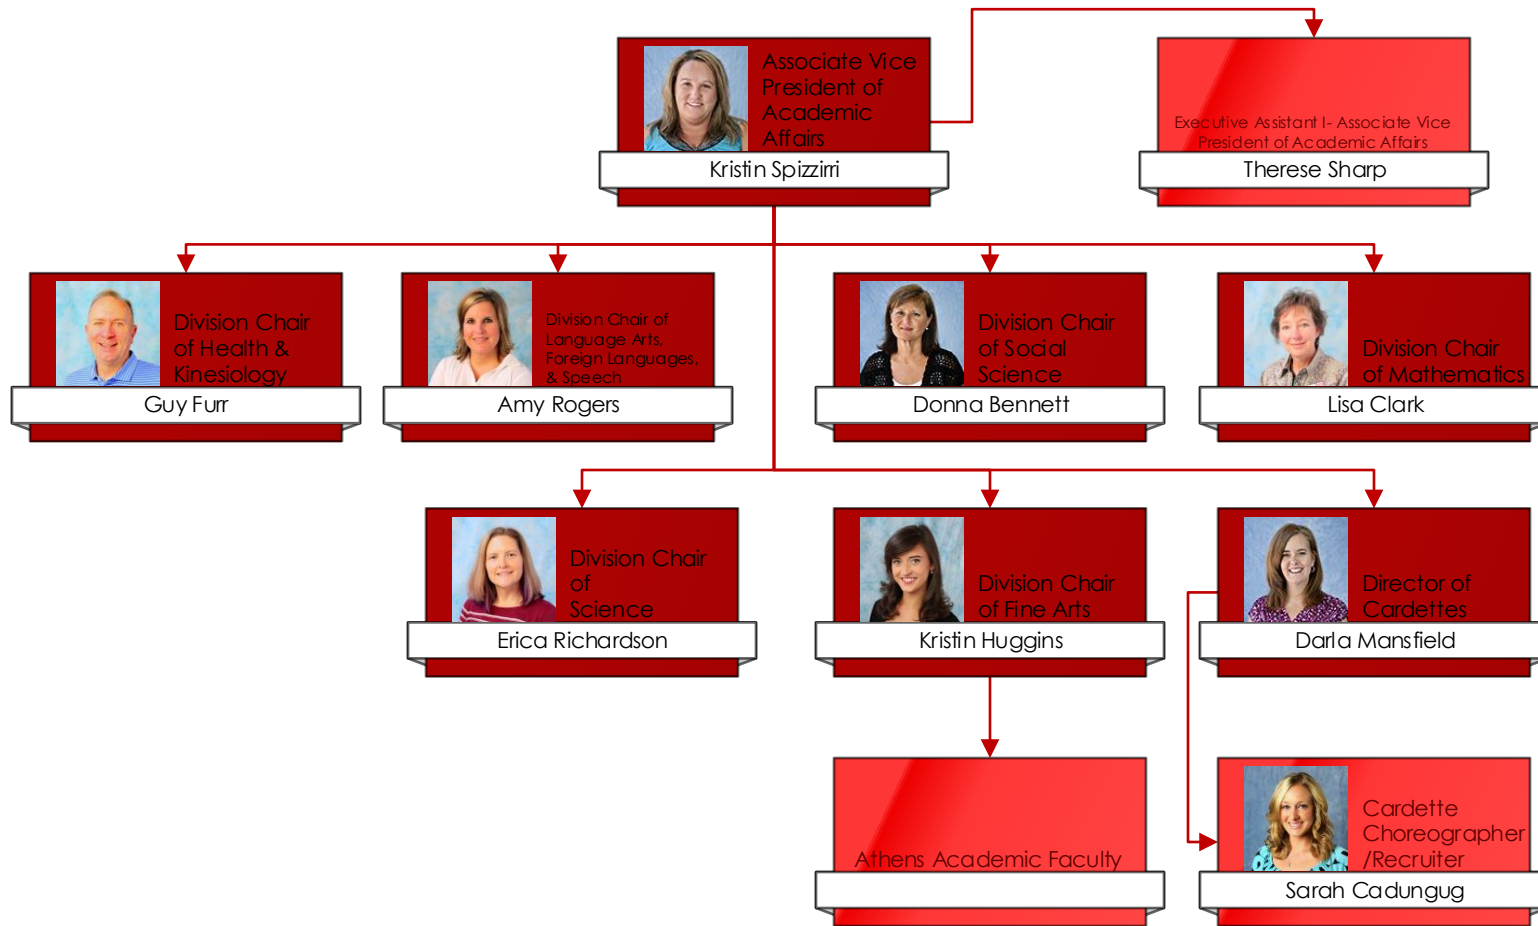 Associate Vice
President of
Academic
Affairs
Kristin Spizzirri
Executive Assistant I- Associate Vice
President of Academic Affairs
Therese Sharp
Division Chair
of Health &
Kinesiology
Guy Furr
Division Chair of
Language Arts,
Foreign Languages,
& Speech
Amy Rogers
Division Chair
of Social
Science
Donna Bennett
Division Chair
of Mathematics
Lisa Clark
Division Chair
of
Science
Erica Richardson
Division Chair
of Fine Arts
Kristin Huggins
Director of
Cardettes
Darla Mansfield
Athens Academic Faculty
Cardette
Choreographer
/Recruiter
Sarah Cadungug